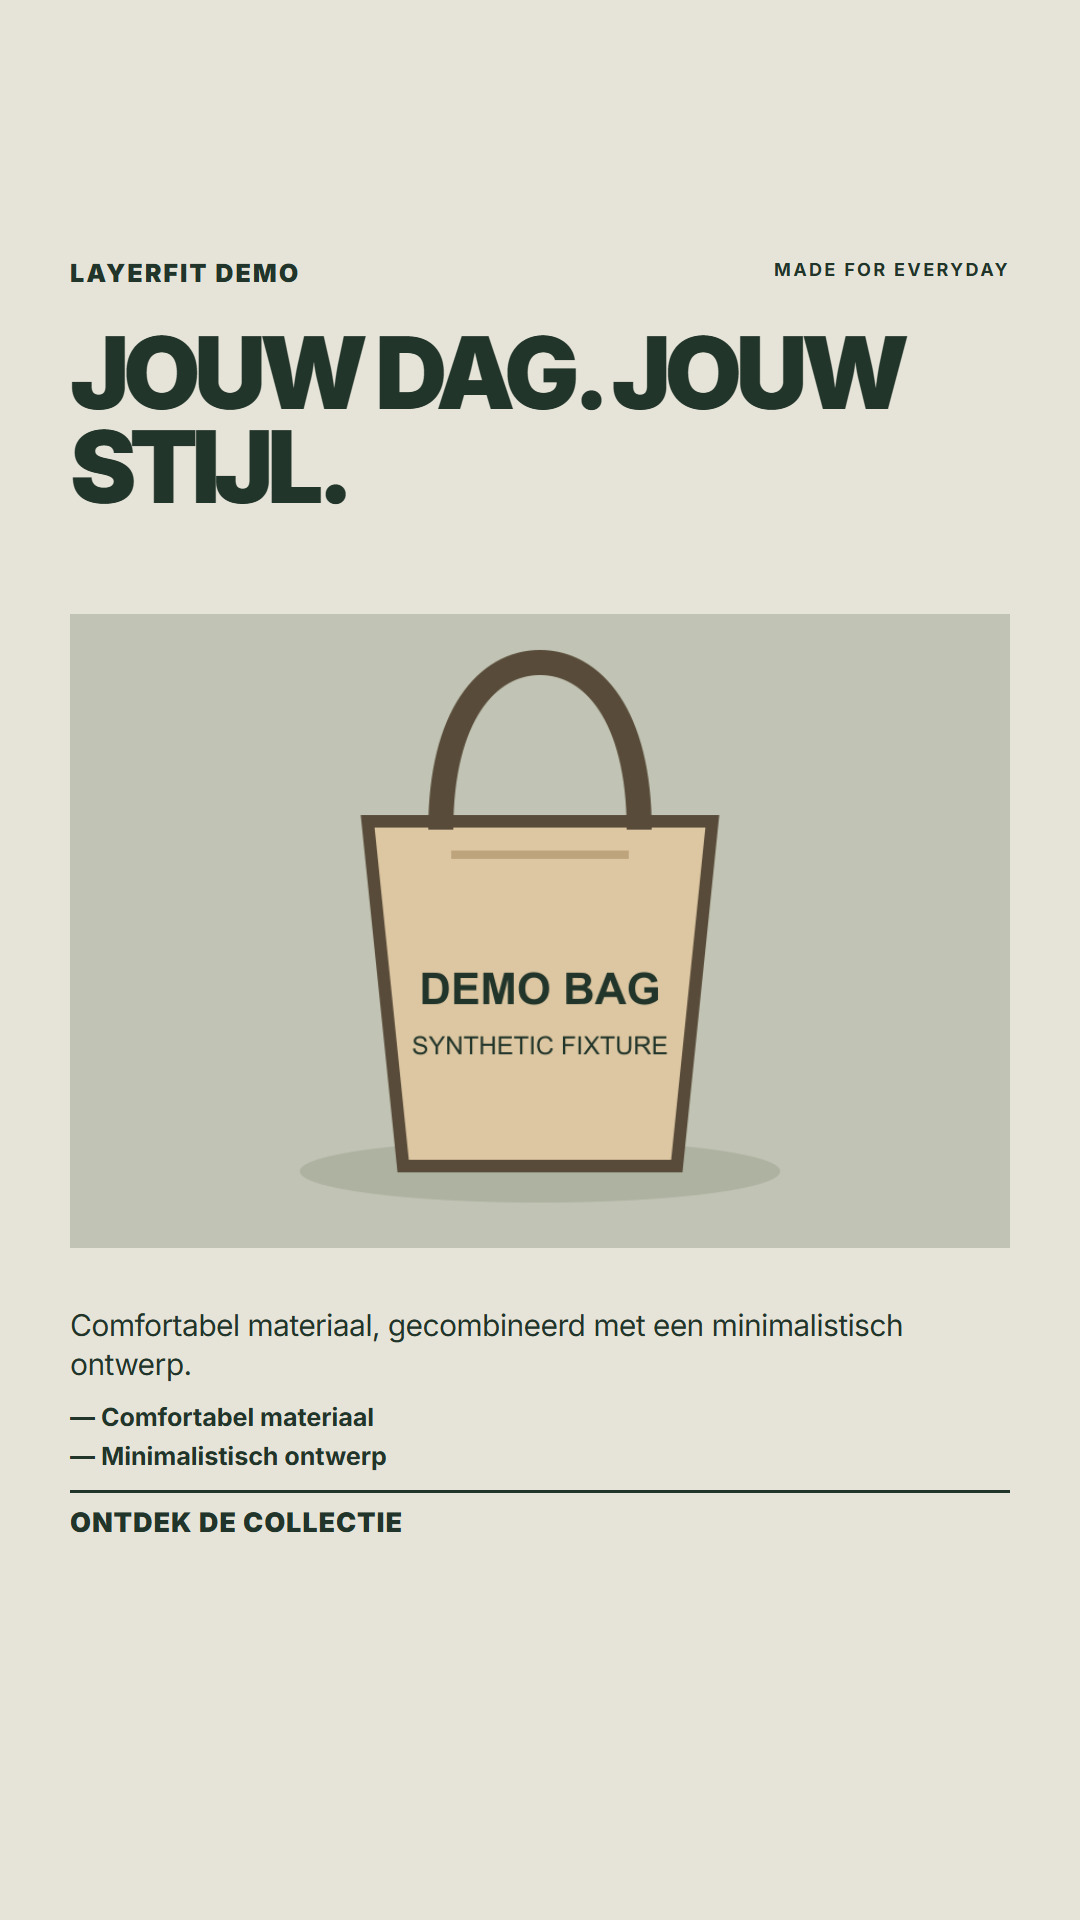 LAYERFIT DEMO
MADE FOR EVERYDAY
JOUW DAG. JOUW
STIJL.
DEMO BAG
SYNTHETIC FIXTURE
Comfortabel materiaal, gecombineerd met een minimalistisch
ontwerp.
— Comfortabel materiaal
— Minimalistisch ontwerp
ONTDEK DE COLLECTIE